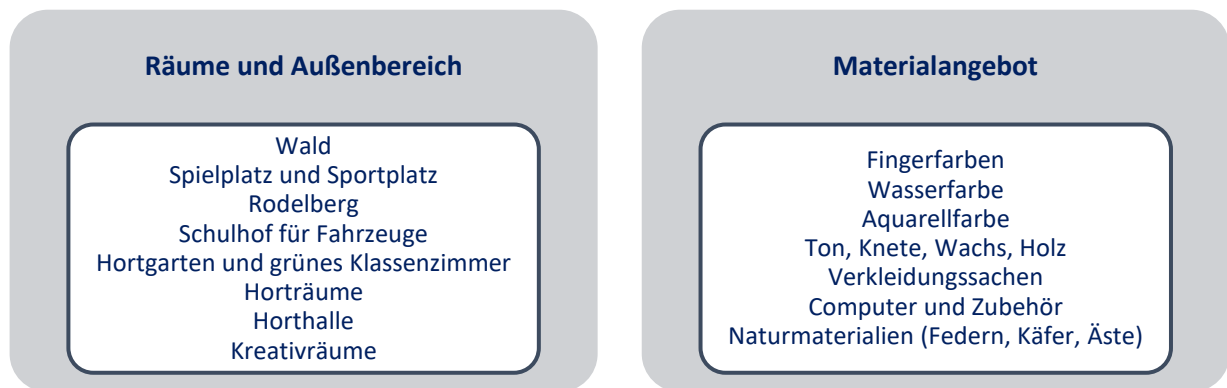 Räume und Außenbereich
Wald
Spielplatz und Sportplatz
Rodelberg
Schulhof für Fahrzeuge
Hortgarten und grünes Klassenzimmer
Horträume
Horthalle
Kreativräume
Materialangebot
Fingerfarben
Wasserfarbe
Aquarellfarbe
Ton, Knete, Wachs, Holz
Verkleidungssachen
Computer und Zubehör
Naturmaterialien (Federn, Käfer, Äste)